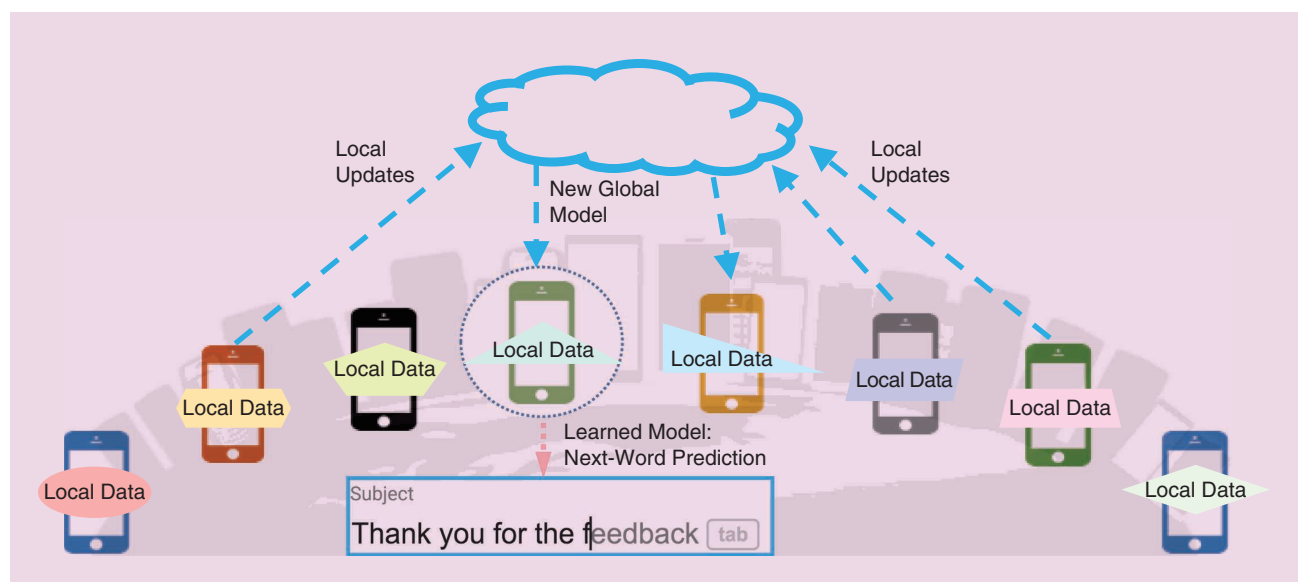 Local
Updates
Local
Updates
New Global
Model
Local Data
Local Data
Local Data
Local Data
Local Data
Local Data
Local Data
Local Data
Learned Model:
Next-Word Prediction
Subject
Thank you for the feedback tab